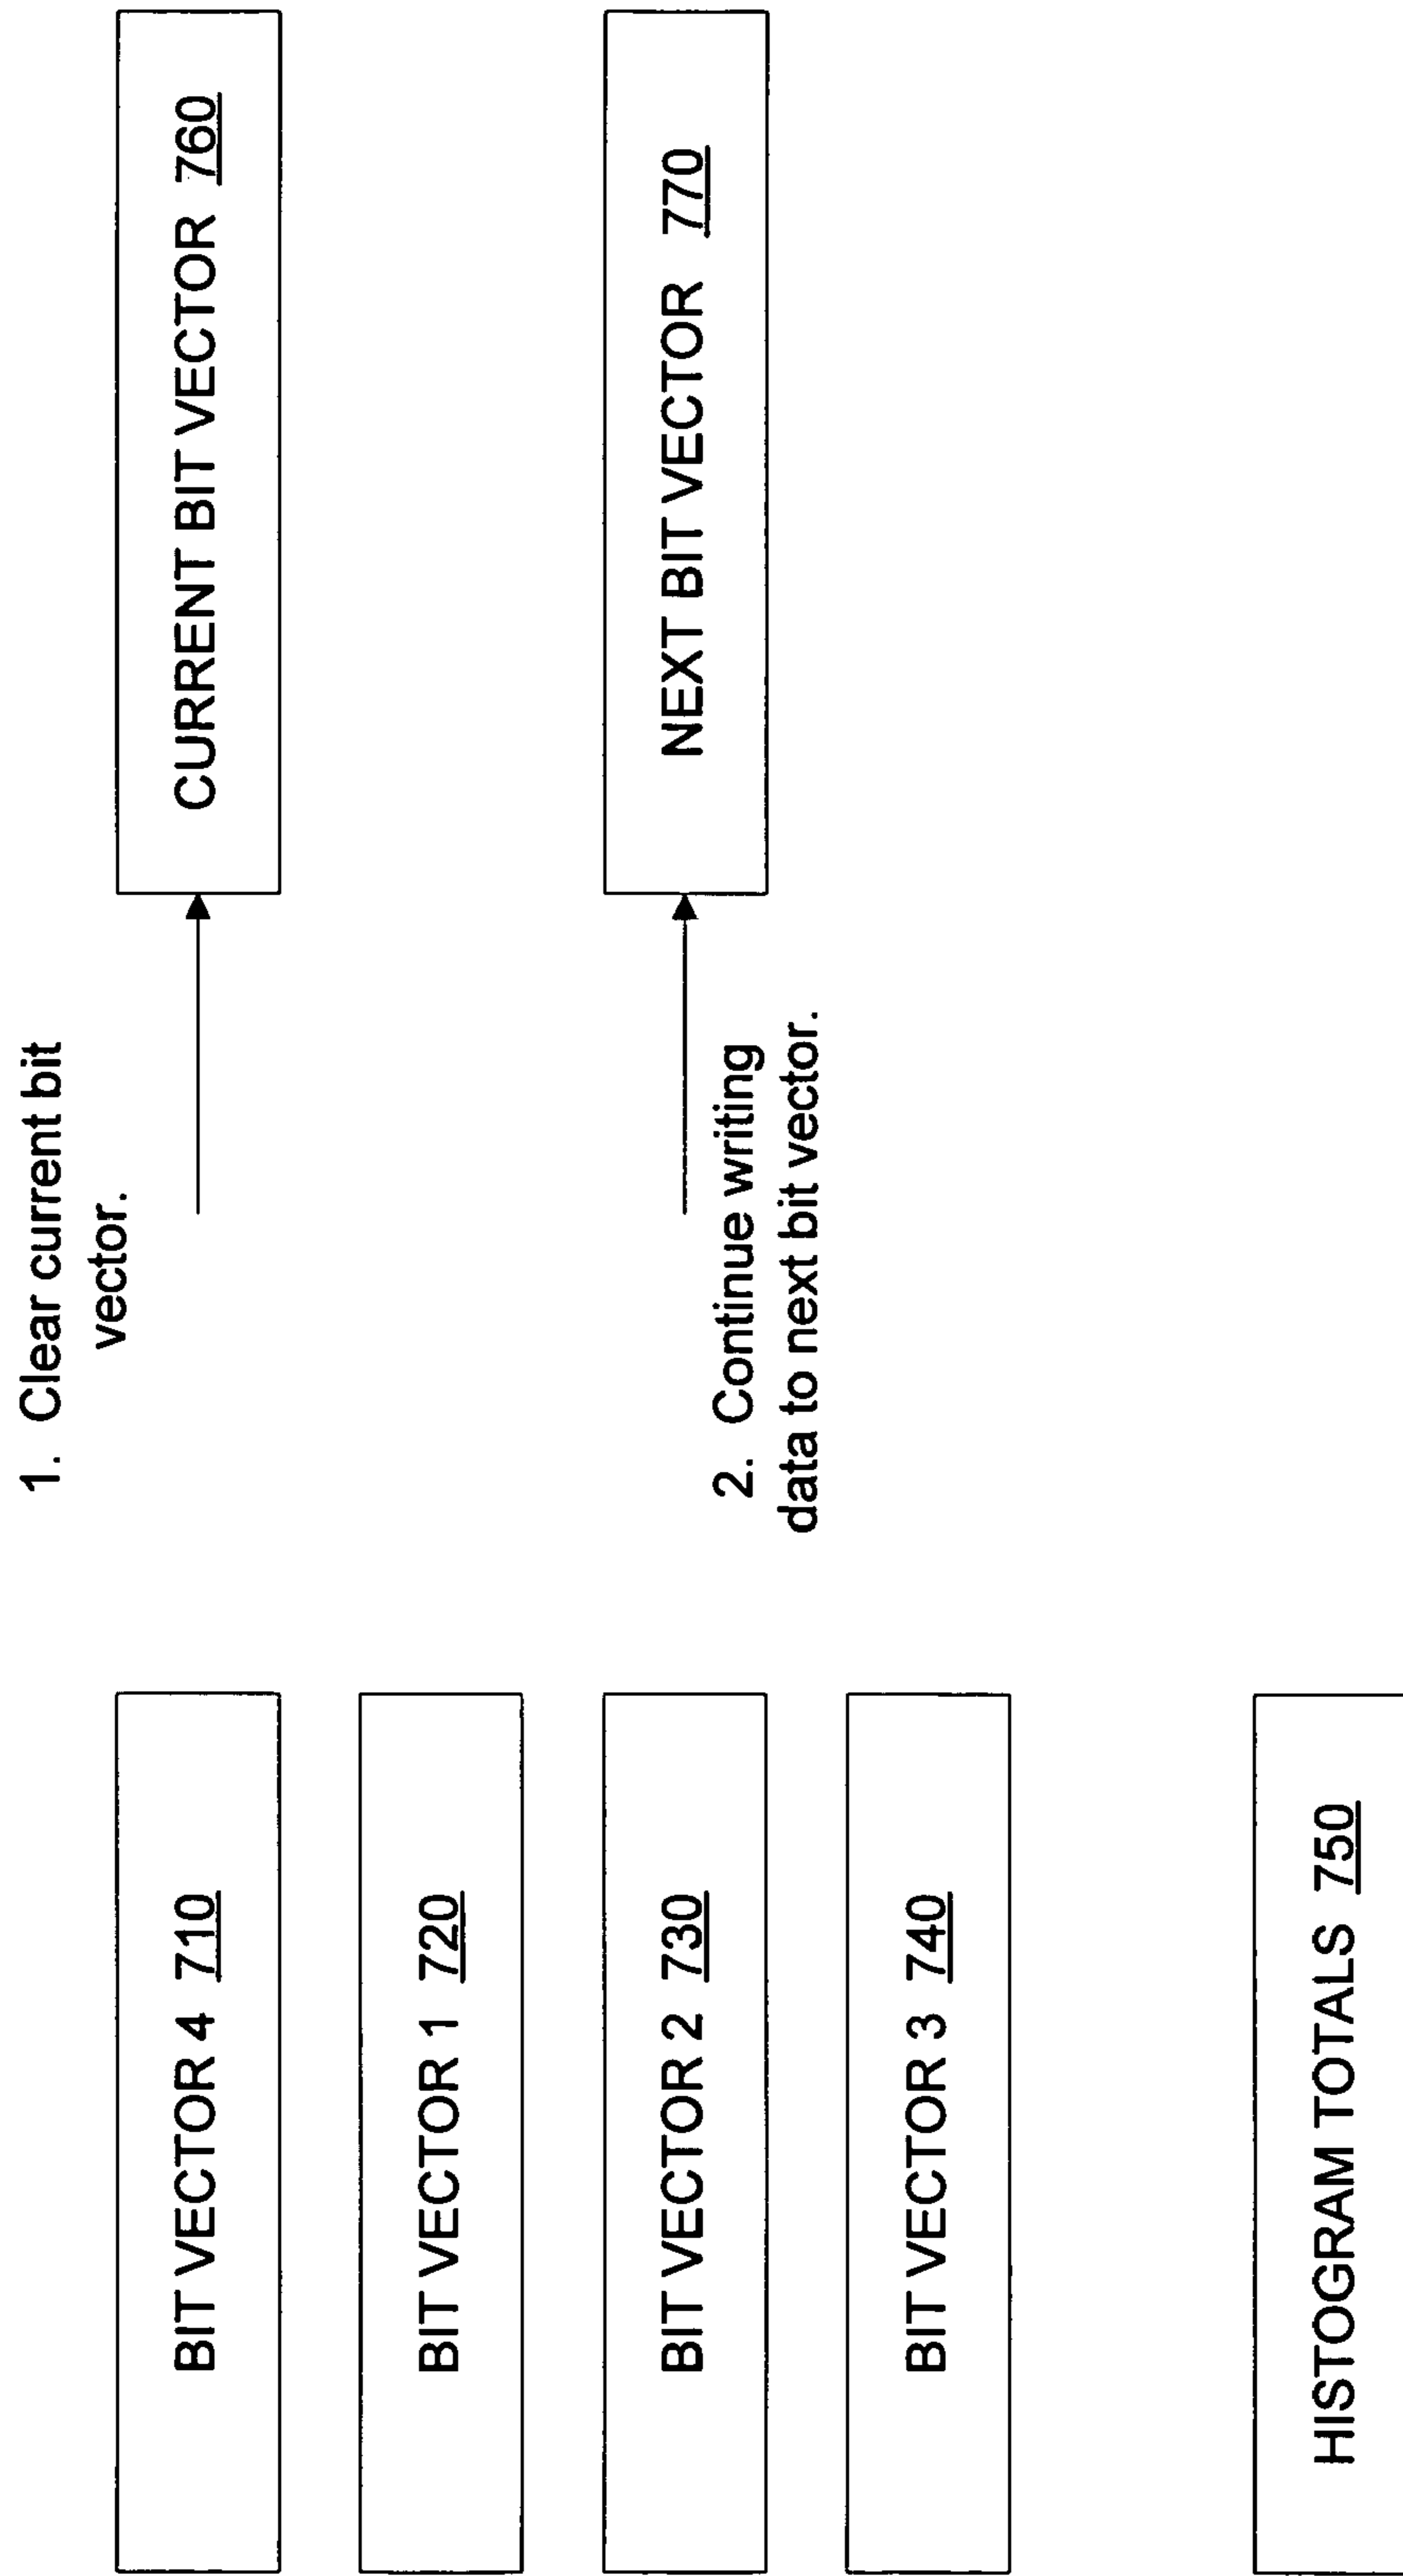 BIT VECTOR 4 710
1. Clear current bit
vector.
CURRENT BIT VECTOR 760
BIT VECTOR 1 720
BIT VECTOR 2 730
NEXT BIT VECTOR 770
2. Continue writing
data to next bit vector.
BIT VECTOR 3 740
HISTOGRAM TOTALS 750